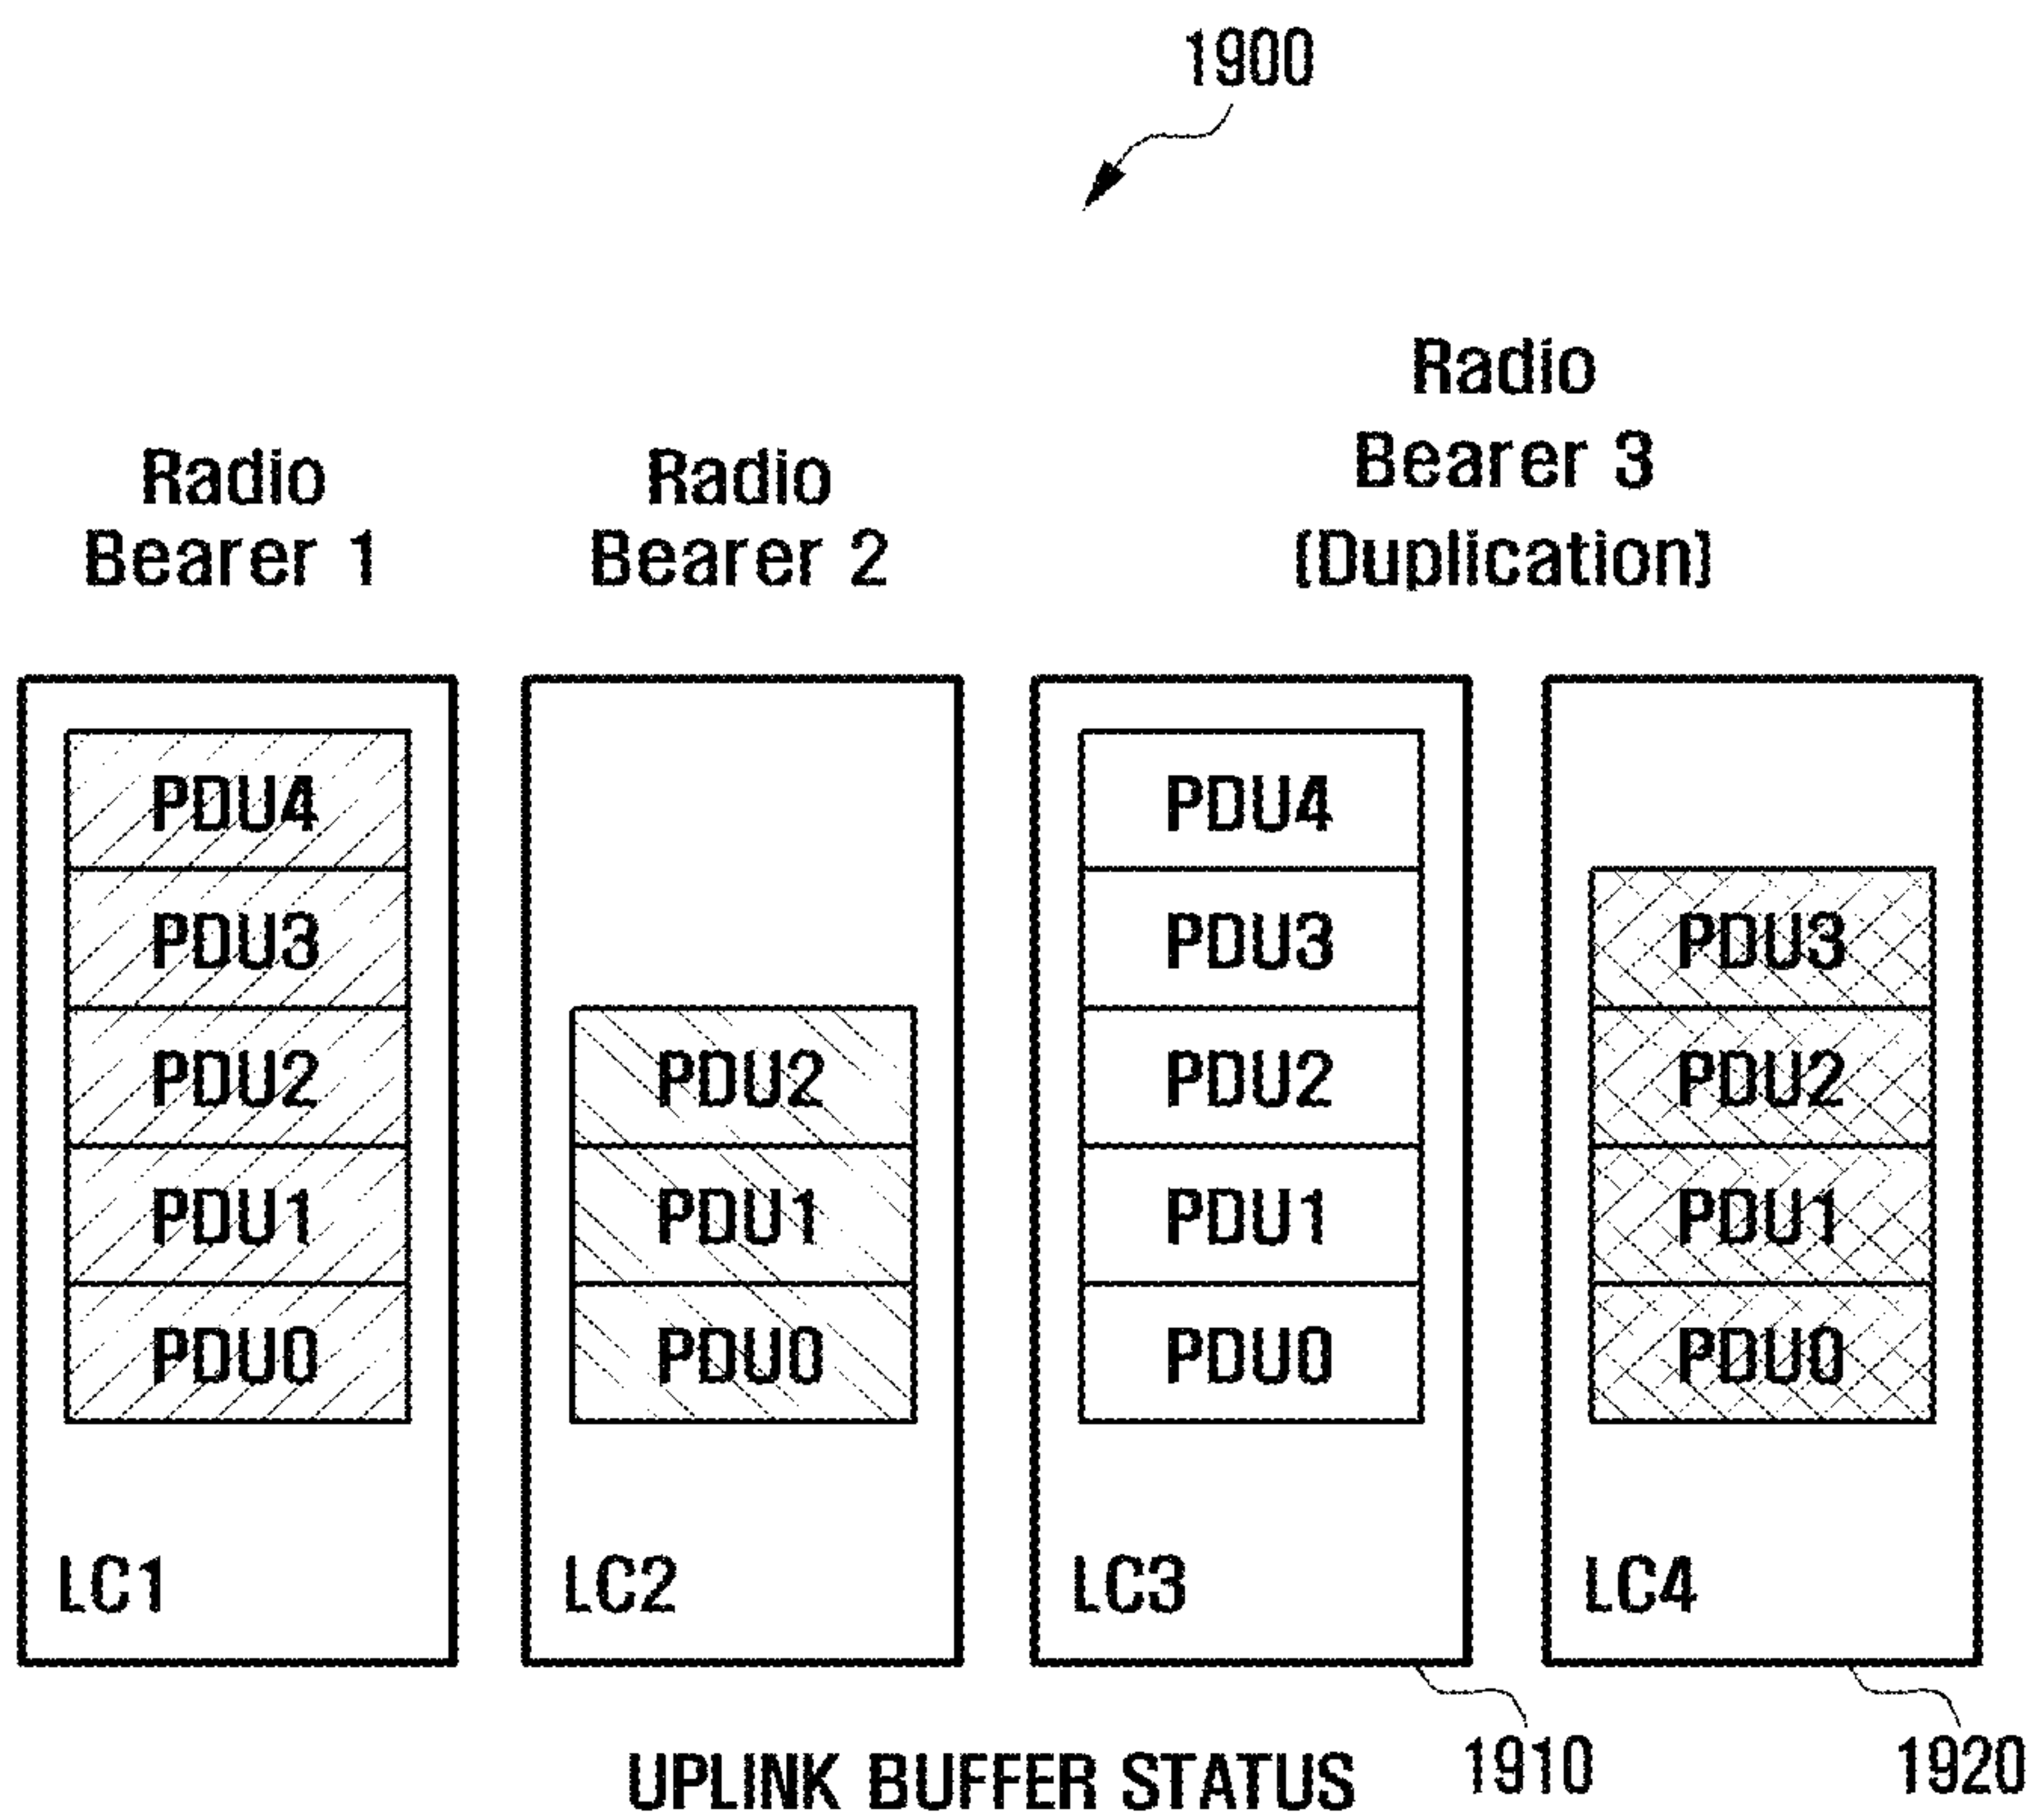 1900
Radio
Bearer 1
Radio
Bearer 2
Radio
Bearer 3
(Duplication)
PDU4
PDU3
PDU2
PDU1
PDU0
LC1
PDU2
PDU1
PDU0
LC2
PDU4
PDU3
PDU2
PDU1
PDU0
LC3
PDU3
PDU2
PDU1
PDU0
LC4
UPLINK BUFFER STATUS
1910
1920